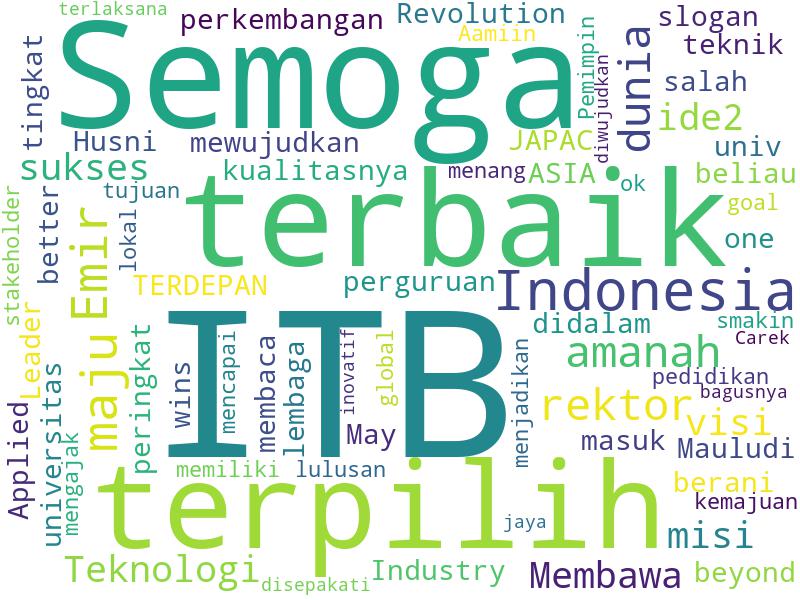 terlaksana
perkembangan
Revolution
slogan
Semoga
Aamiin
Pemimpin
diwujudkan
dunia
teknik
tingkat
salah
ide2
Husni
mewujudkan
JAPAC
univ
sukses
kualitasnya
menang
ASIA
ok
beliau
stakeholder
better
tujuan
terbaik
goal
Emir
lokal
one
TERDEPAN
perguruan
Indonesia
Leader
maju
peringkat
ITB
didalam
smakin
Carek
wins
mencapai
membaca
lembaga
inovatif
global
menjadikan
amanah
pedidikan
bagusnya
universitas
Applied
rektor
visi
May
masuk
Mauludi
mengajak
memiliki
lulusan
berani
terpilih
kemajuan
jaya
misi
Teknologi
disepakati
Industry
Membawa
beyond